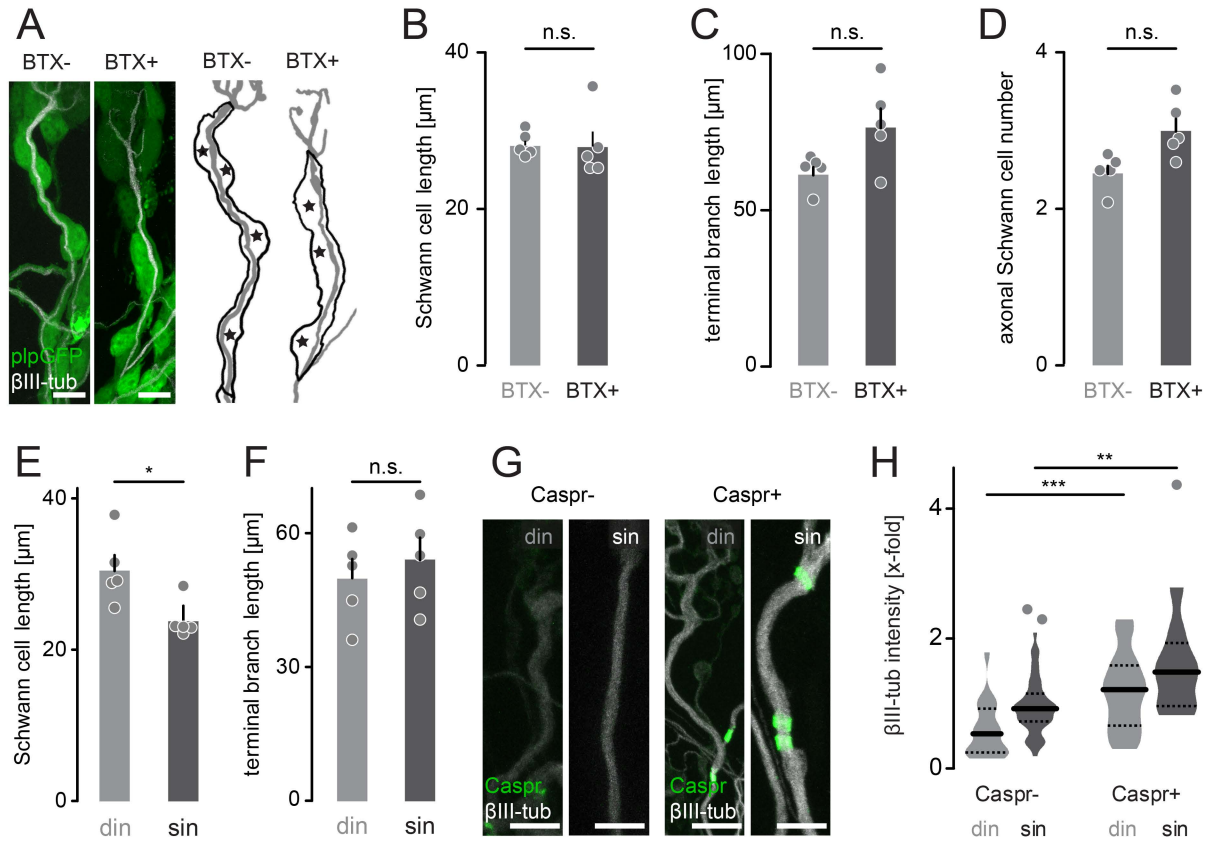 A
BTX-
BTX+
BTX-
BTX+
plpGFP
βIII-tub
B
n.s.
Schwann cell length [µm]
40
20
0
BTX-
BTX+
C
n.s.
terminal branch length [µm]
100
50
0
BTX-
BTX+
D
n.s.
axonal Schwann cell number
4
2
0
BTX-
BTX+
E
*
Schwann cell length [µm]
40
20
0
din
sin
F
n.s.
terminal branch length [µm]
60
30
0
din
sin
G
Caspr-
Caspr+
din
sin
din
sin
Caspr
βIII-tub
Caspr
βIII-tub
H
**
***
βIII-tub intensity [x-fold]
4
2
0
Caspr-
Caspr+
din
sin
din
sin